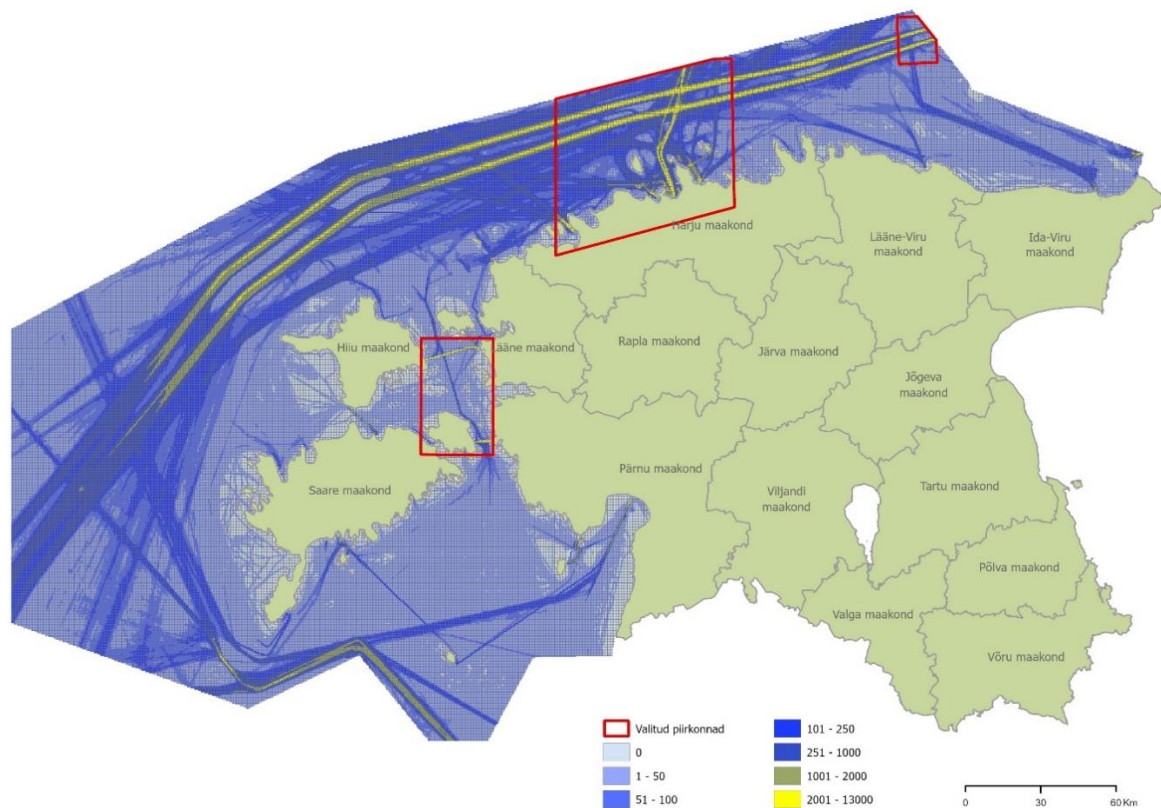 Harju maakond
Lääne-Viru
maakond
Ida-Viru
maakond
Hiiu maakond
Lääne maakond
Rapla maakond
Järva maakond
Jõgeva
maakond
Saare maakond
Pärnu maakond
Viljandi
maakond
Tartu maakond
Põlva maakond
Valga maakond
Võru maakond
Valitud piirkonnad
0
1 - 50
51 - 100
101 - 250
251 - 1000
1001 - 2000
2001 - 13000
0 30 60 Km